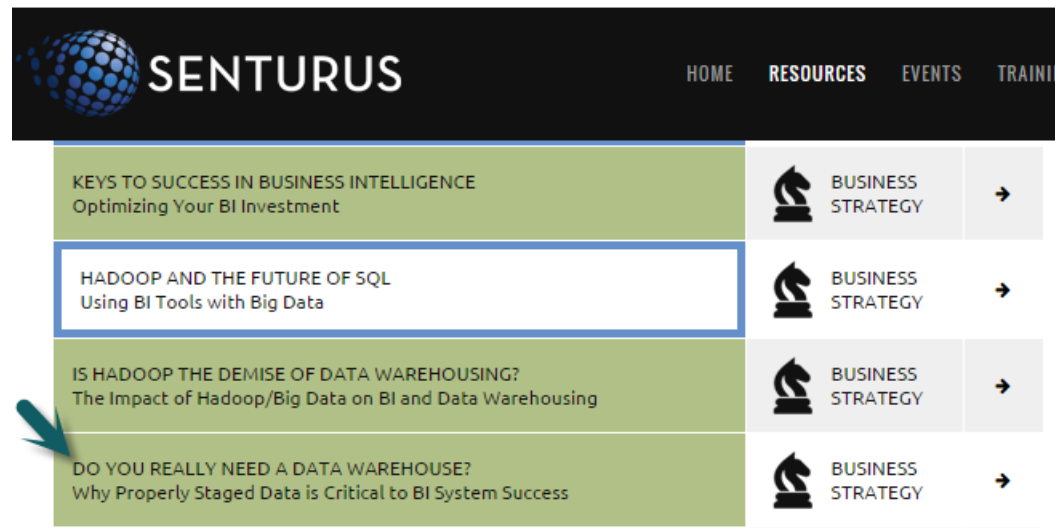 SENTURUS
HOME RESOURCES EVENTS
KEYS TO SUCCESS IN BUSINESS INTELLIGENCE
Optimizing Your BI Investment
BUSINESS
STRATEGY
HADOOP AND THE FUTURE OF SQL
Using BI Tools with Big Data
BUSINESS
STRATEGY
IS HADOOP THE DEMISE OF DATA WAREHOUSING?
The Impact of Hadoop/Big Data on BI and Data Warehousing
BUSINESS
STRATEGY
DO YOU REALLY NEED A DATA WAREHOUSE?
Why Properly Staged Data is Critical to BI System Success
BUSINESS
STRATEGY